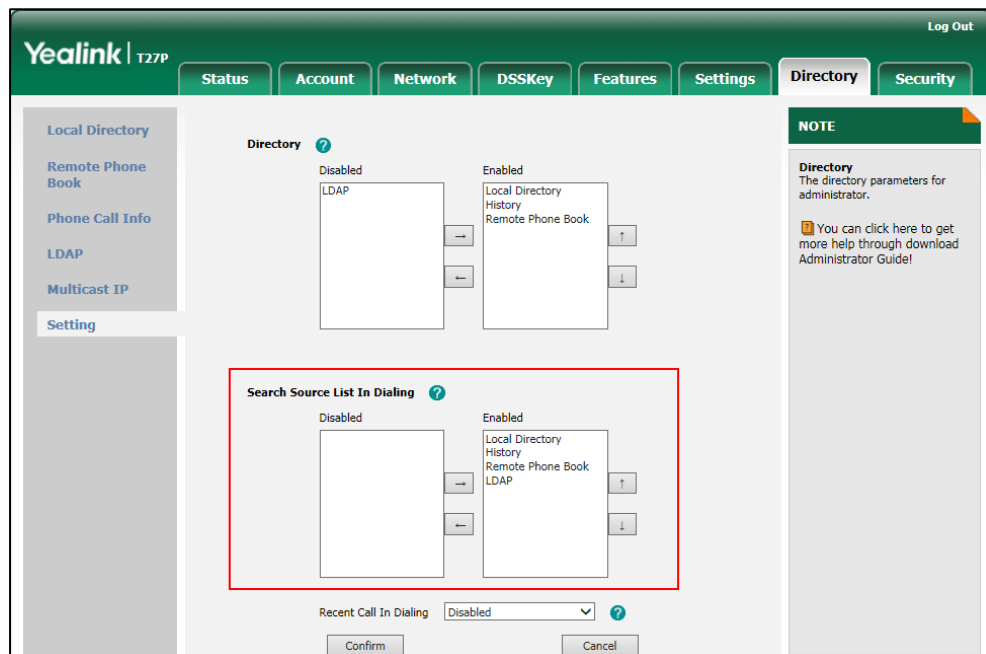 Log Out
Yealink | T27P
Status Account Network DSSKey Features Settings Directory Security
Local Directory
Remote Phone
Book
Phone Call Info
LDAP
Multicast IP
Setting
Directory ?
Disabled Enabled
LDAP
Local Directory
History
Remote Phone Book
→
←
↑
↓
Search Source List In Dialing ?
Disabled Enabled
Local Directory
History
Remote Phone Book
LDAP
→
←
↑
↓
Recent Call In Dialing Disabled ?
Confirm Cancel
NOTE
Directory
The directory parameters for
administrator.
? You can click here to get
more help through download
Administrator Guide!